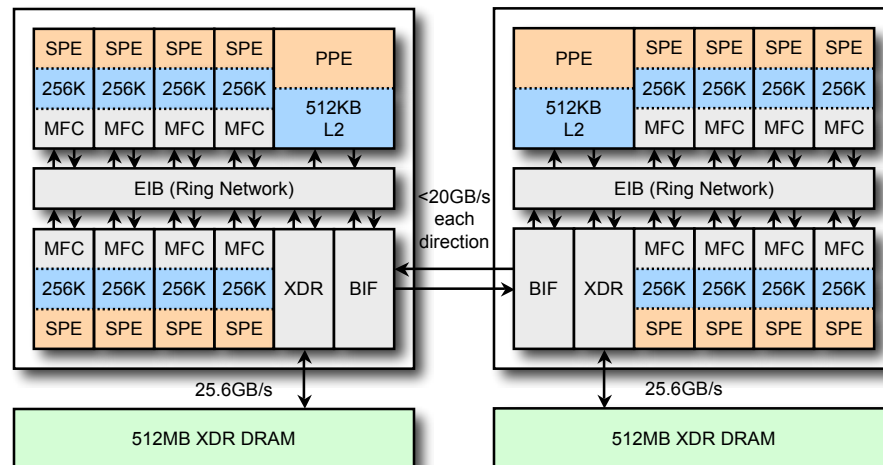 SPE SPE SPE SPE PPE
256K 256K 256K 256K 512KB
L2
MFC MFC MFC MFC
EIB (Ring Network)
MFC MFC MFC MFC XDR BIF
256K 256K 256K 256K
SPE SPE SPE SPE
25.6GB/s
512MB XDR DRAM
<20GB/s
each
direction
PPE SPE SPE SPE SPE
512KB
L2 256K 256K 256K 256K
MFC MFC MFC MFC
EIB (Ring Network)
BIF XDR MFC MFC MFC MFC
256K 256K 256K 256K
SPE SPE SPE SPE
25.6GB/s
512MB XDR DRAM